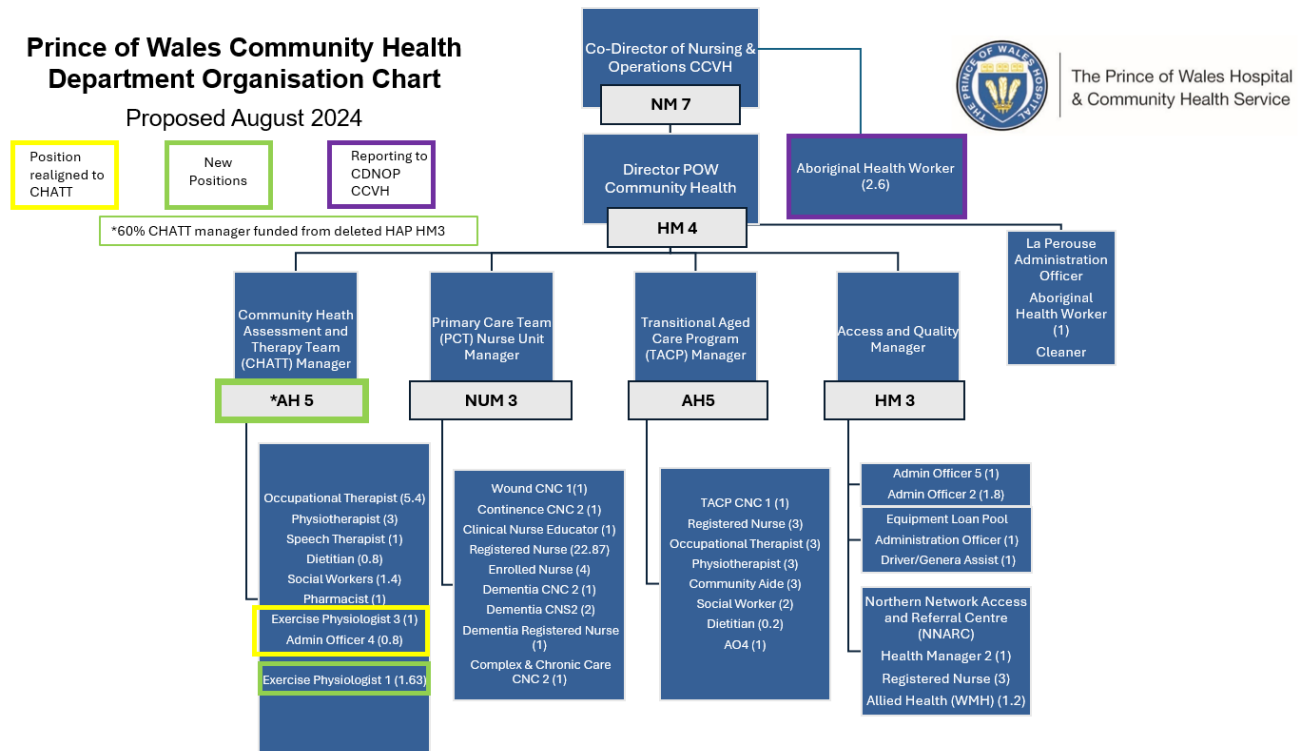 Prince of Wales Community Health
Department Organisation Chart
Proposed August 2024
Position
realigned to
CHATT
New
Positions
Reporting to
CDNOP
CCVH
*60% CHATT manager funded from deleted HAP HM3
Co-Director of Nursing &
Operations CCVH
NM 7
Director POW
Community Health
HM 4
Aboriginal Health Worker
(2.6)
THE PRINCE OF WALES HOSPITAL
The Prince of Wales Hospital
& Community Health Service
La Perouse
Administration
Officer
Aboriginal
Health Worker
(1)
Cleaner
Community Heath
Assessment and
Therapy Team
(CHATT) Manager
*AH 5
Primary Care Team
(PCT) Nurse Unit
Manager
NUM 3
Transitional Aged
Care Program
(TACP) Manager
AH5
Access and Quality
Manager
HM 3
Occupational Therapist (5.4)
Physiotherapist (3)
Speech Therapist (1)
Dietitian (0.8)
Social Workers (1.4)
Pharmacist (1)
Exercise Physiologist 3 (1)
Admin Officer 4 (0.8)
Exercise Physiologist 1 (1.63)
Wound CNC 1(1)
Continence CNC 2 (1)
Clinical Nurse Educator (1)
Registered Nurse (22.87)
Enrolled Nurse (4)
Dementia CNC 2 (1)
Dementia CNS2 (2)
Dementia Registered Nurse
(1)
Complex & Chronic Care
CNC 2 (1)
TACP CNC 1 (1)
Registered Nurse (3)
Occupational Therapist (3)
Physiotherapist (3)
Community Aide (3)
Social Worker (2)
Dietitian (0.2)
AO4 (1)
Admin Officer 5 (1)
Admin Officer 2 (1.8)
Equipment Loan Pool
Administration Officer (1)
Driver/Genera Assist (1)
Northern Network Access
and Referral Centre
(NNARC)
Health Manager 2 (1)
Registered Nurse (3)
Allied Health (WMH) (1.2)